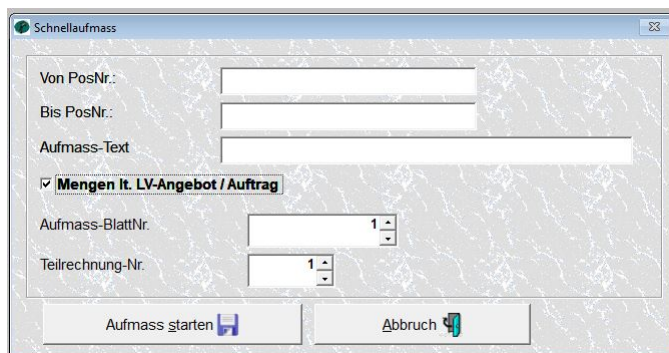 Schnellaufmass
Von PosNr.:
Bis PosNr.:
Aufmass-Text
Mengen lt. LV-Angebot / Auftrag
Aufmass-BlattNr. 1
Teilrechnung-Nr. 1
Aufmass starten Abbruch